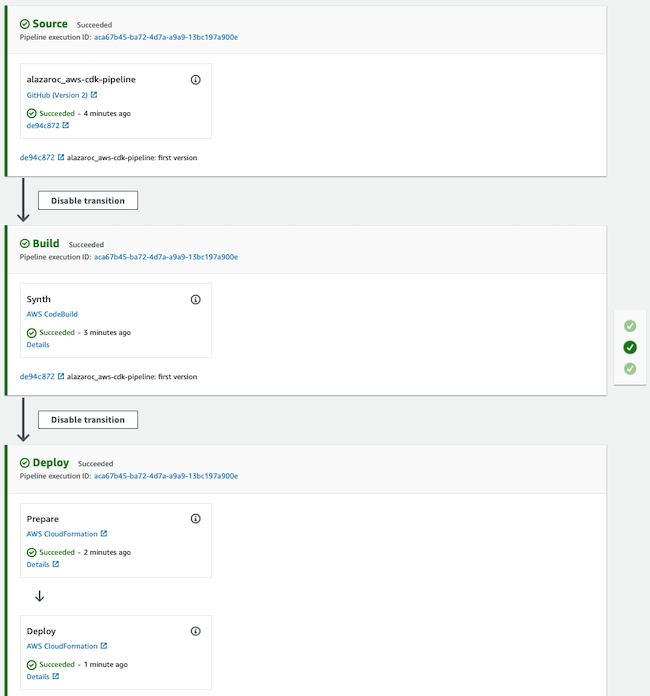 Source Succeeded
Pipeline execution ID: aca67b45-ba72-4d7a-a9a9-13bc197a900e
alazaroc_aws-cdk-pipeline
GitHub (Version 2)
Succeeded - 4 minutes ago
de94c872
de94c872 alazaroc_aws-cdk-pipeline: first version
Disable transition
Build Succeeded
Pipeline execution ID: aca67b45-ba72-4d7a-a9a9-13bc197a900e
Synth
AWS CodeBuild
Succeeded - 3 minutes ago
Details
de94c872 alazaroc_aws-cdk-pipeline: first version
Disable transition
Deploy Succeeded
Pipeline execution ID: aca67b45-ba72-4d7a-a9a9-13bc197a900e
Prepare
AWS CloudFormation
Succeeded - 2 minutes ago
Details
Deploy
AWS CloudFormation
Succeeded - 1 minute ago
Details